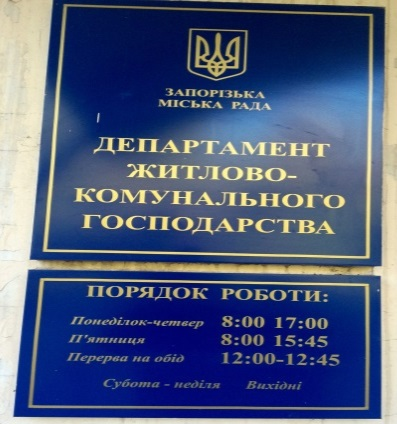 ЗАПОРІЗЬКА
МІСЬКА РАДА
ДЕПАРТАМЕНТ
ЖИТЛОВО-
КОМУНАЛЬНОГО
ГОСПОДАРСТВА
ПОРЯДОК РОБОТИ:
Понеділок-четвер 8:00 17:00
П'ятниця 8:00 15:45
Перерва на обід 12:00-12:45
Субота - неділя Вихідні